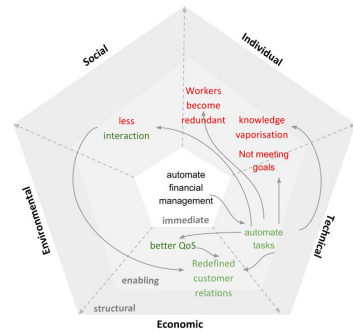 Social
Individual
Workers
become
redundant
less
interaction
knowledge
vaporisation
Not meeting
goals
automate
financial
management
immediate
Environmental
Technical
automate
tasks
better QoS
Redefined
customer
relations
enabling
structural
Economic